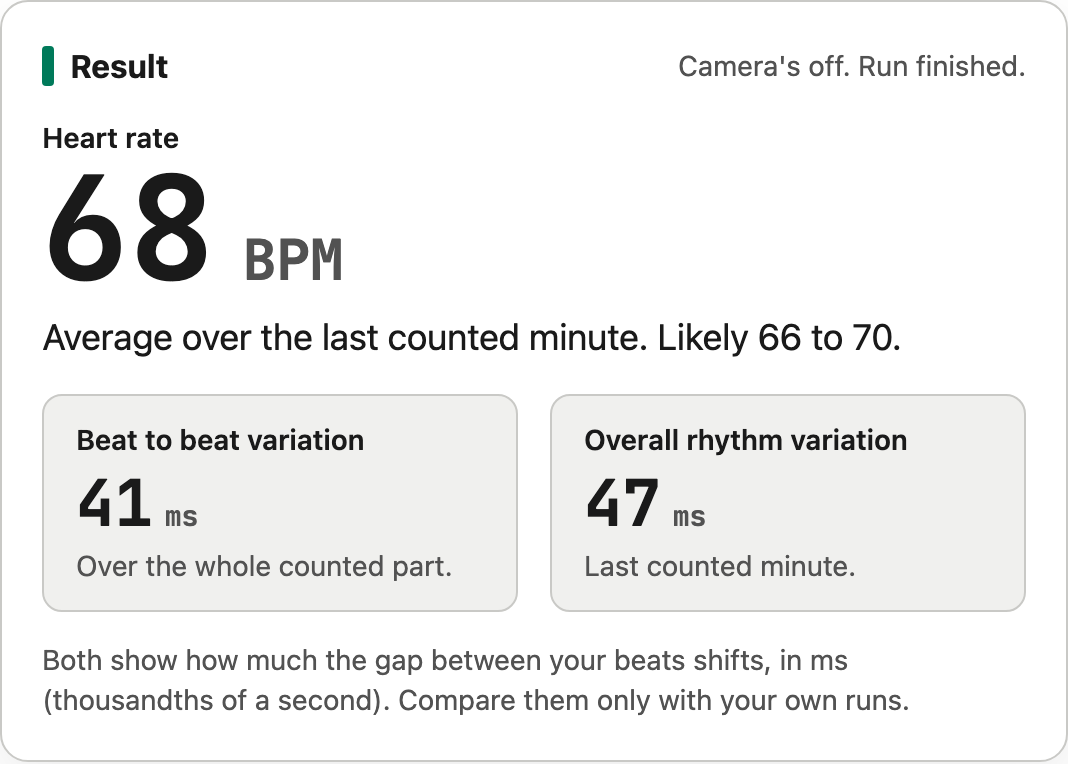 Result
Camera's off. Run finished.
Heart rate
68 BPM
Average over the last counted minute. Likely 66 to 70.
Beat to beat variation
41 ms
Over the whole counted part.
Overall rhythm variation
47 ms
Last counted minute.
Both show how much the gap between your beats shifts, in ms
(thousandths of a second). Compare them only with your own runs.